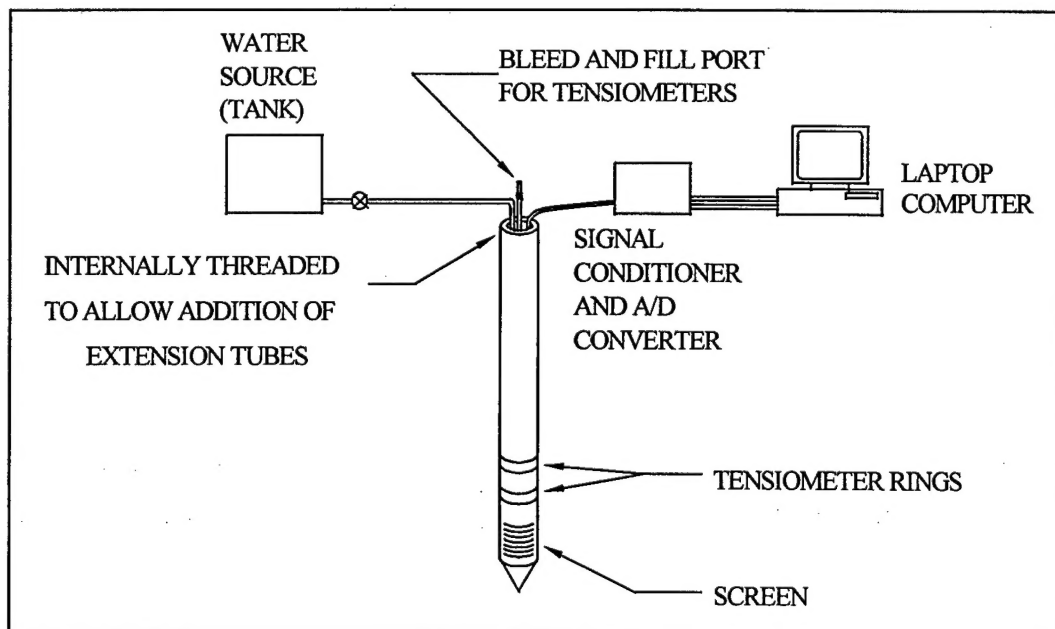 WATER
SOURCE
(TANK)
BLEED AND FILL PORT
FOR TENSIOMETERS
LAPTOP
COMPUTER
INTERNALLY THREADED
TO ALLOW ADDITION OF
EXTENSION TUBES
SIGNAL
CONDITIONER
AND A/D
CONVERTER
TENSIOMETER RINGS
SCREEN